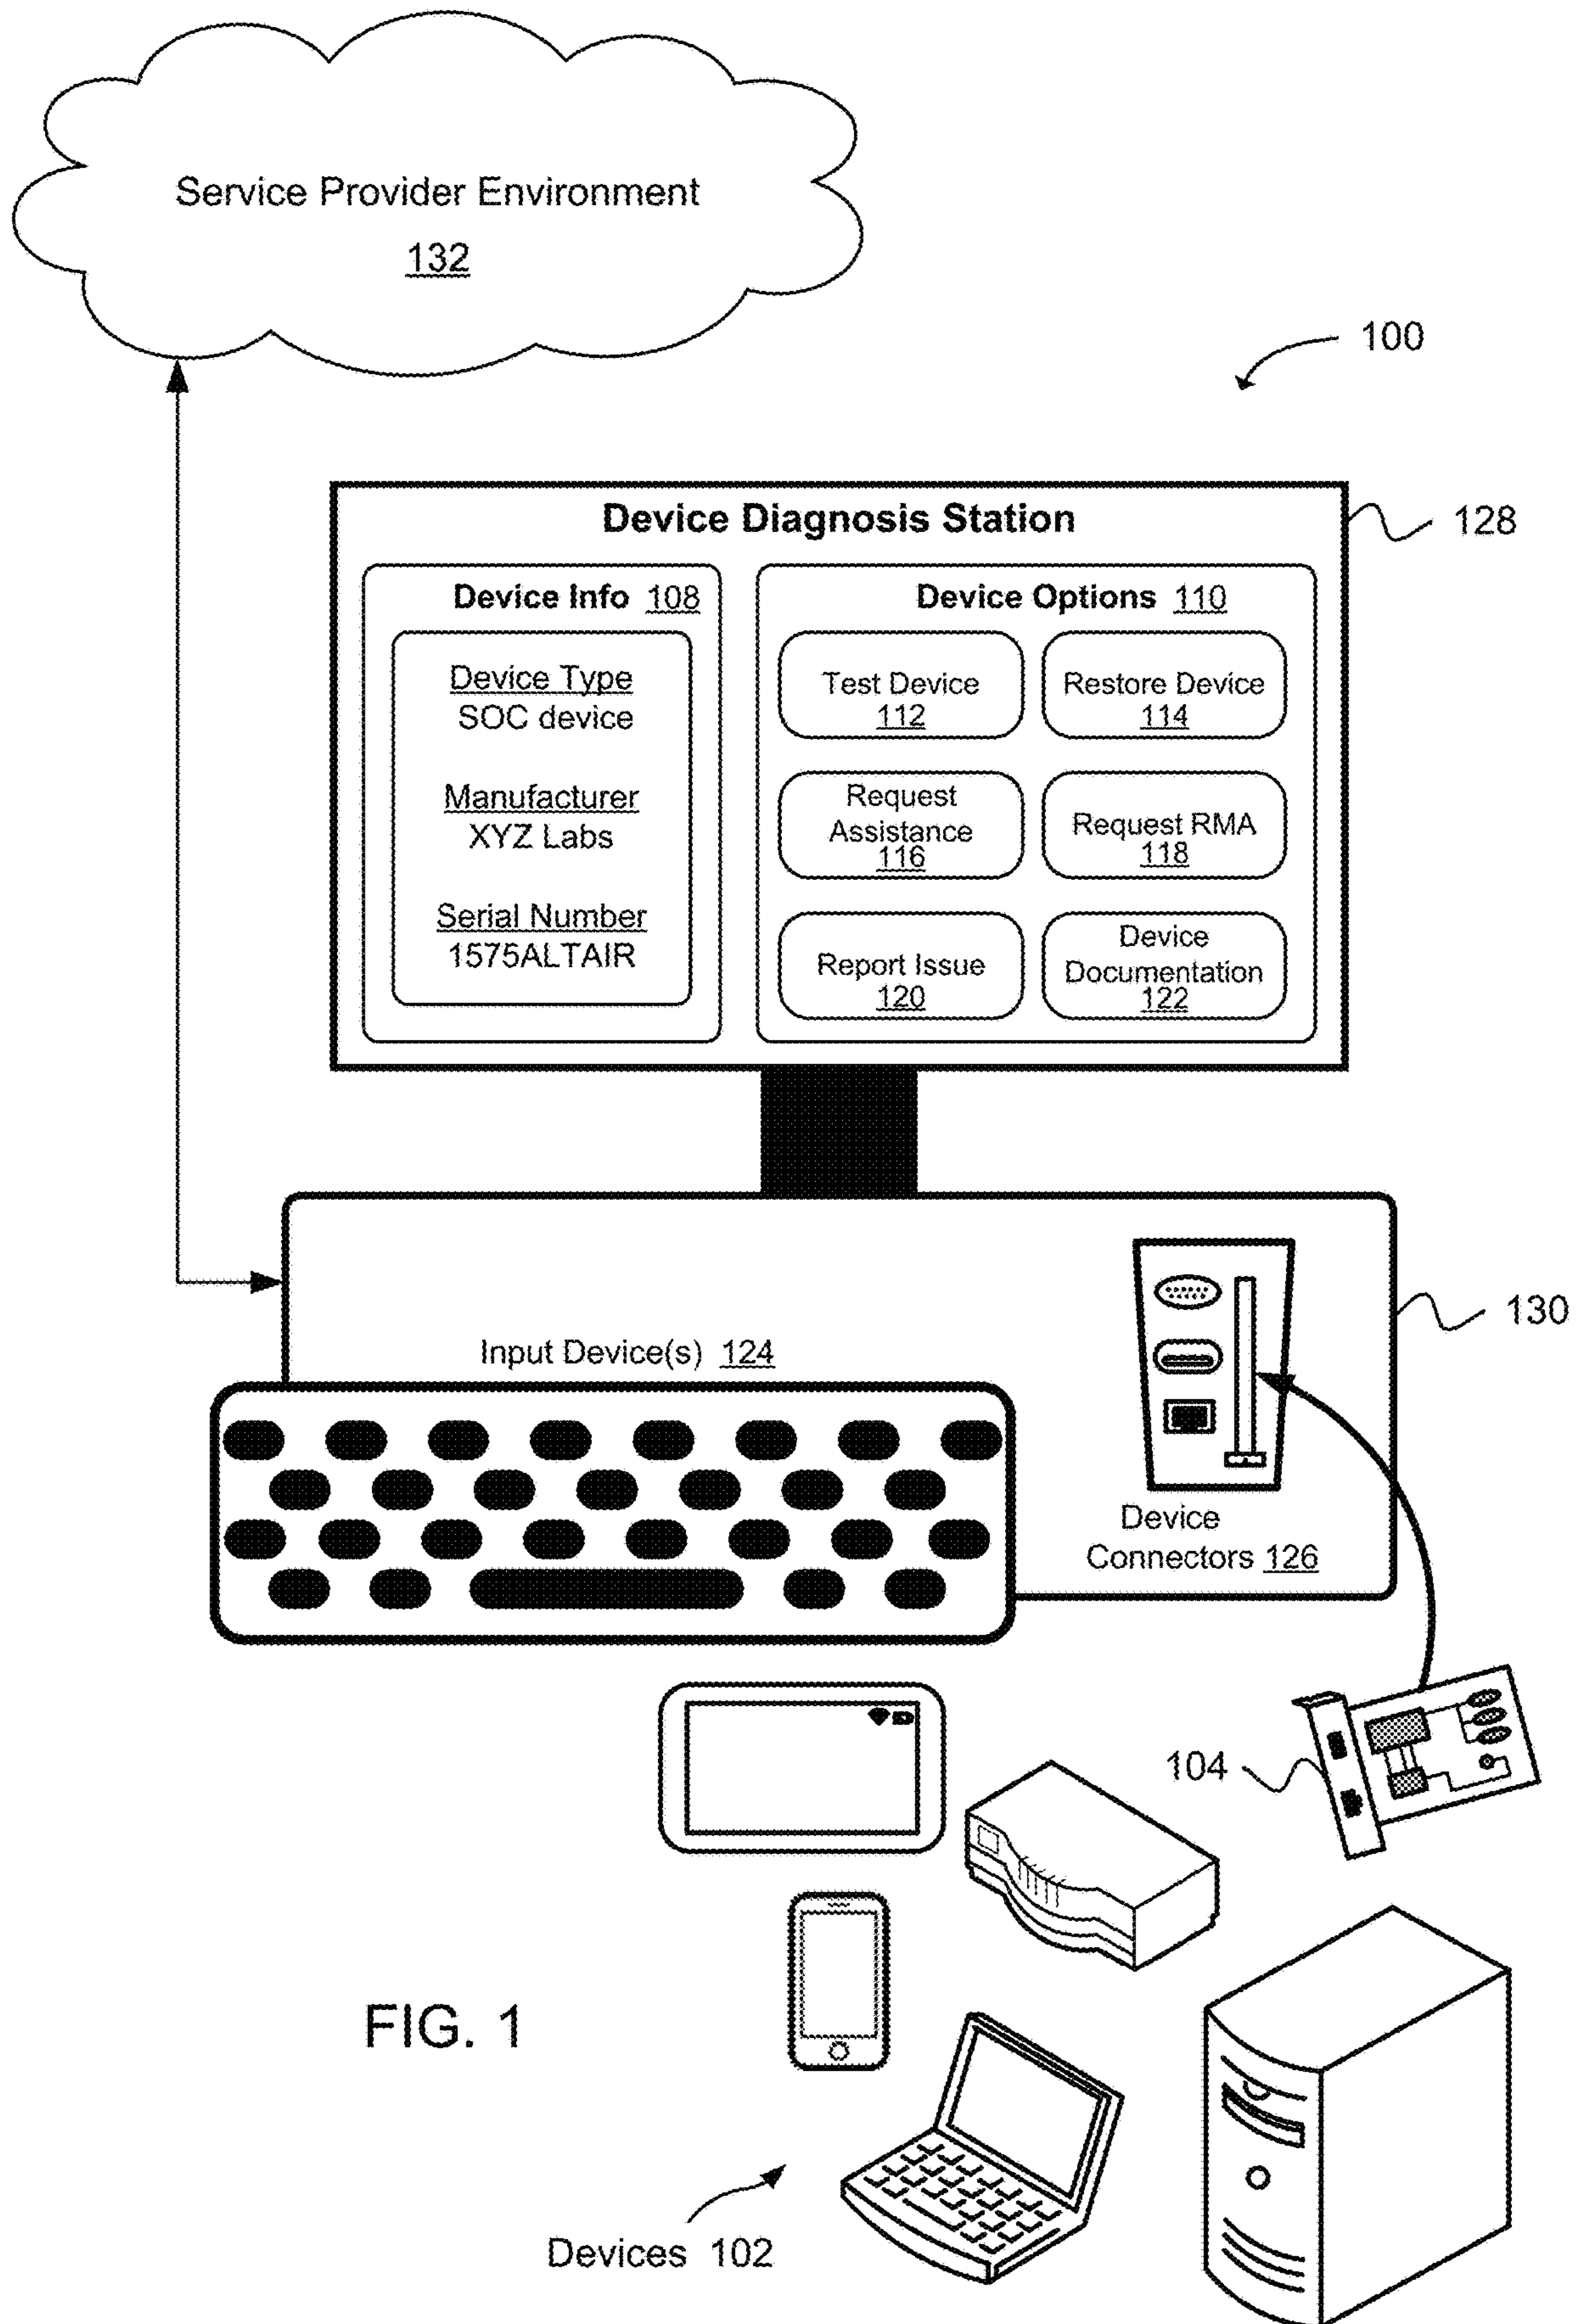 Service Provider Environment
132
100
Device Diagnosis Station
128
Device Info 108
Device Type
SOC device
Manufacturer
XYZ Labs
Serial Number
1575ALTAIR
Device Options 110
Test Device
112
Restore Device
114
Request
Assistance
116
Request RMA
118
Report Issue
120
Device
Documentation
122
130
Input Device(s) 124
Device
Connectors 126
104
FIG. 1
Devices 102